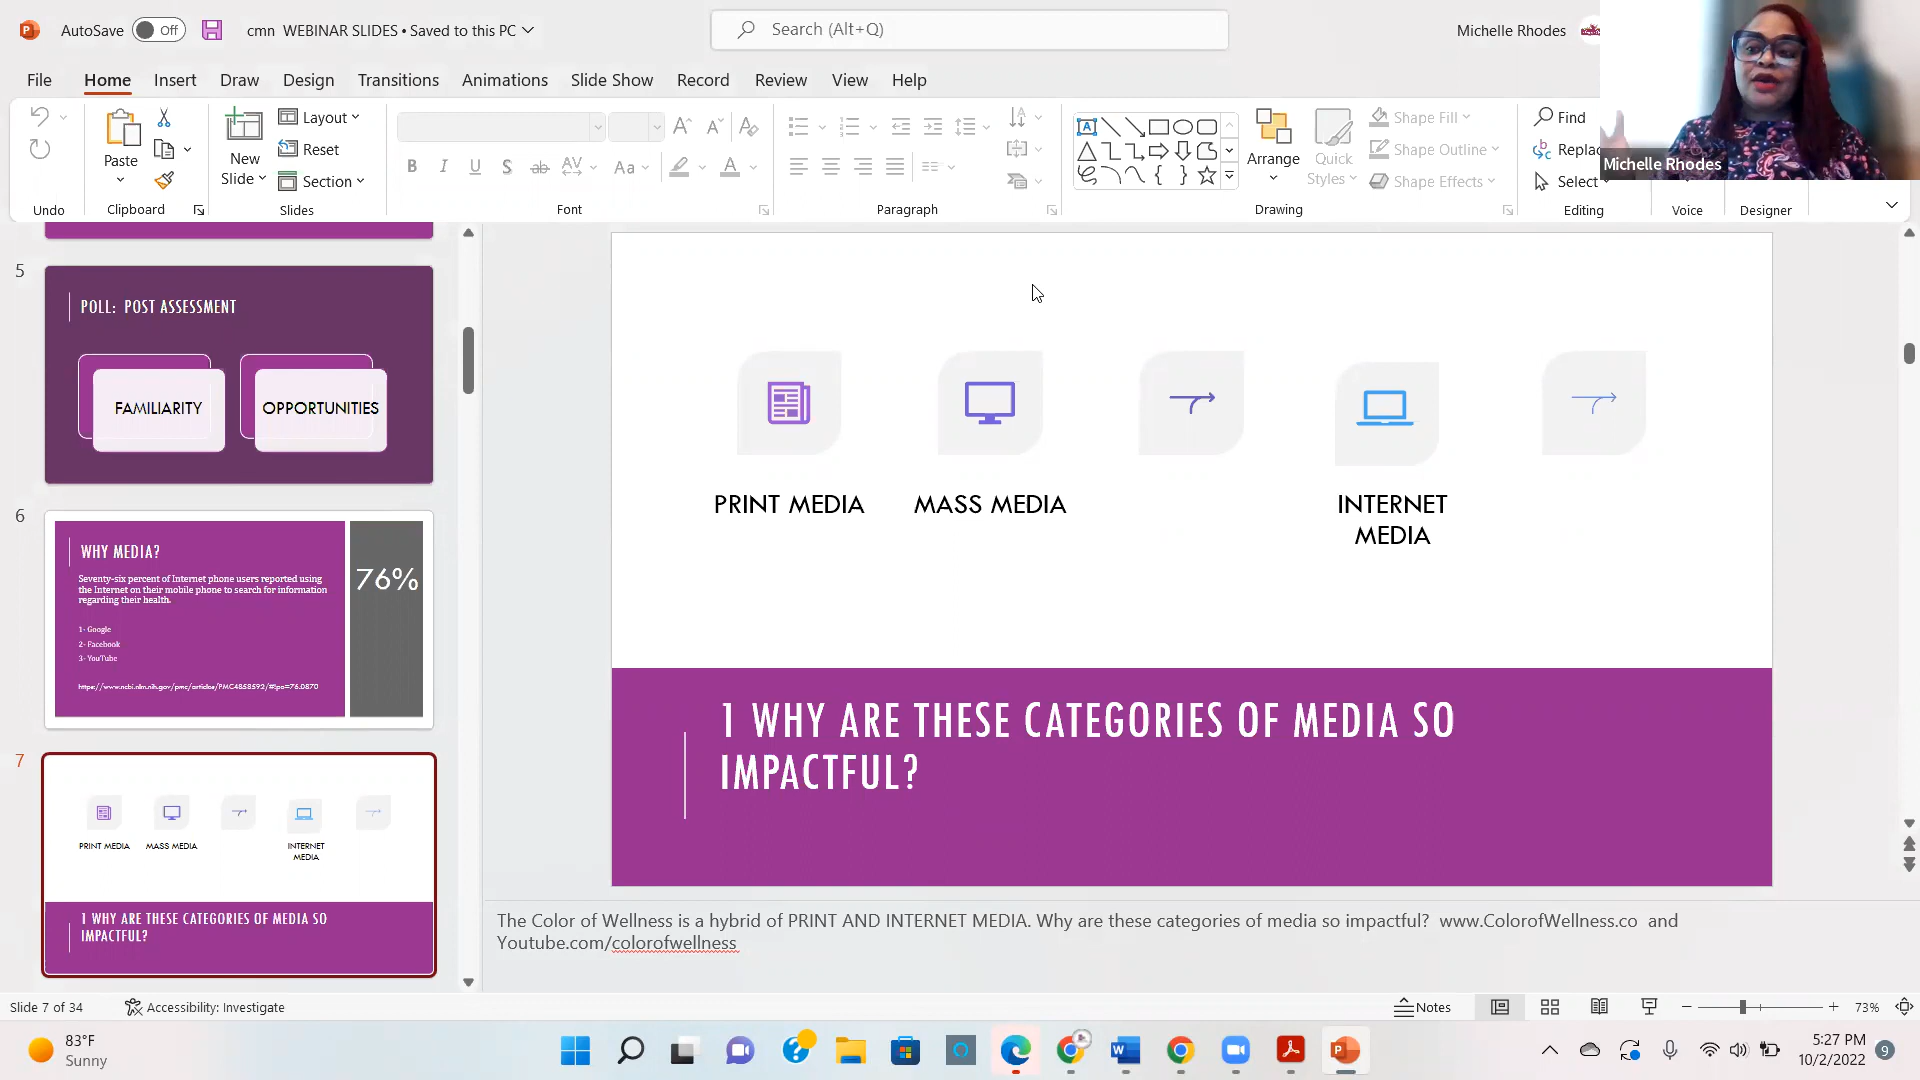 AutoSave Off cmn WEBINAR SLIDES • Saved to this PC Search (Alt+Q) Michelle Rhodes
File Home Insert Draw Design Transitions Animations Slide Show Record Review View Help
Paste
New Slide
Layout
Reset
Section
B I U S ab AV Aa A
Arrange
Quick Styles
Shape Fill
Shape Outline
Shape Effects
Find
Select
Michelle Rhodes
Undo Clipboard Slides Font Paragraph Drawing Editing Voice Designer
5
POLL: POST ASSESSMENT
FAMILIARITY OPPORTUNITIES
6
WHY MEDIA?
Seventy-six percent of Internet phone users reported using
the Internet on their mobile phone to search for information
regarding their health.
76%
1- Google
2- Facebook
3- YouTube
7
PRINT MEDIA MASS MEDIA INTERNET
MEDIA
1 WHY ARE THESE CATEGORIES OF MEDIA SO
IMPACTFUL?
PRINT MEDIA MASS MEDIA INTERNET
MEDIA
1 WHY ARE THESE CATEGORIES OF MEDIA SO
IMPACTFUL?
The Color of Wellness is a hybrid of PRINT AND INTERNET MEDIA. Why are these categories of media so impactful? www.ColorofWellness.co and
Youtube.com/colorofwellness
Slide 7 of 34 Accessibility: Investigate Notes 73%
83°F
Sunny
5:27 PM
10/2/2022
9